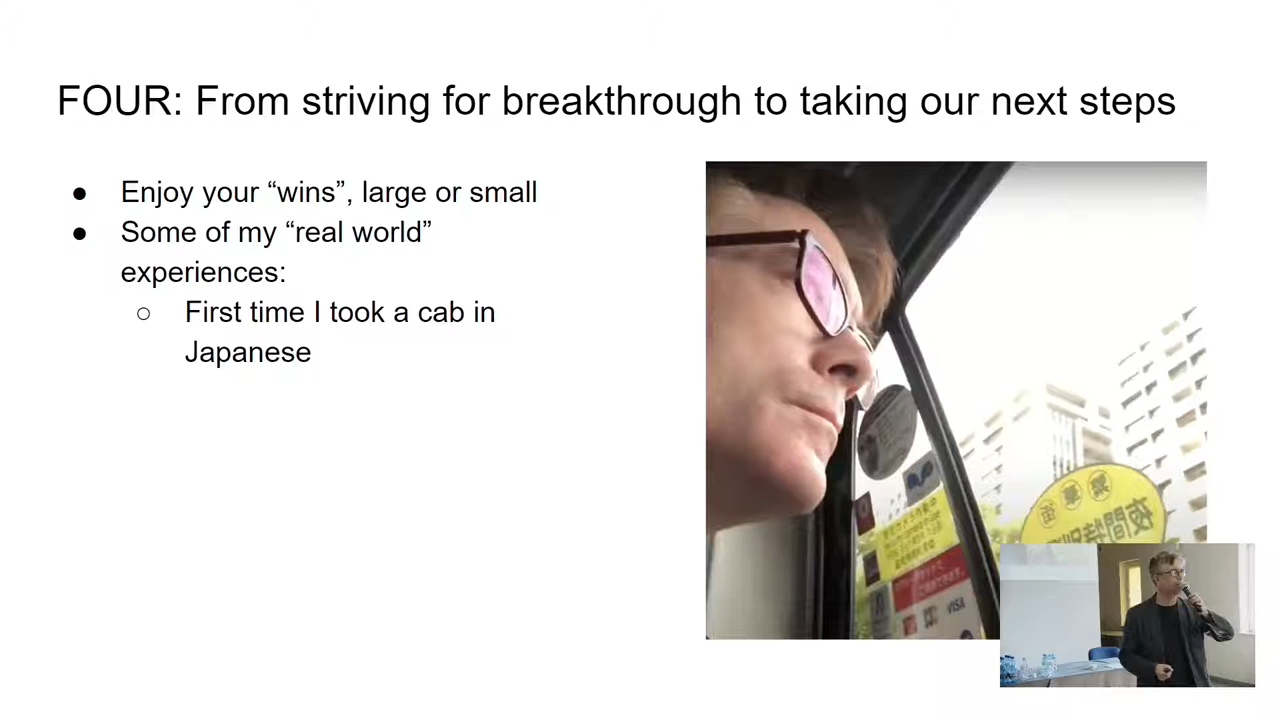 FOUR: From striving for breakthrough to taking our next steps
● Enjoy your “wins”, large or small
● Some of my “real world”
experiences:
○ First time I took a cab in
Japanese
VISA